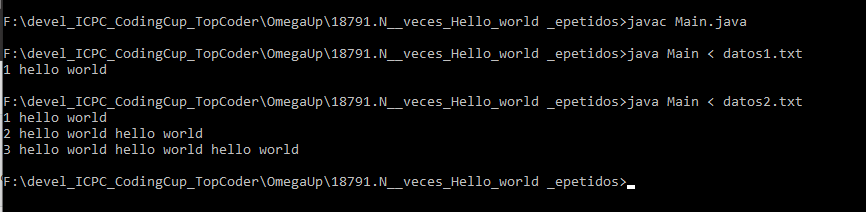 F:\devel_ICPC_CodingCup_TopCoder\OmegaUp\18791.N__veces_Hello_world _epetidos>javac Main.java
F:\devel_ICPC_CodingCup_TopCoder\OmegaUp\18791.N__veces_Hello_world _epetidos>java Main < datos1.txt
1 hello world
F:\devel_ICPC_CodingCup_TopCoder\OmegaUp\18791.N__veces_Hello_world _epetidos>java Main < datos2.txt
1 hello world
2 hello world hello world
3 hello world hello world hello world
F:\devel_ICPC_CodingCup_TopCoder\OmegaUp\18791.N__veces_Hello_world _epetidos>